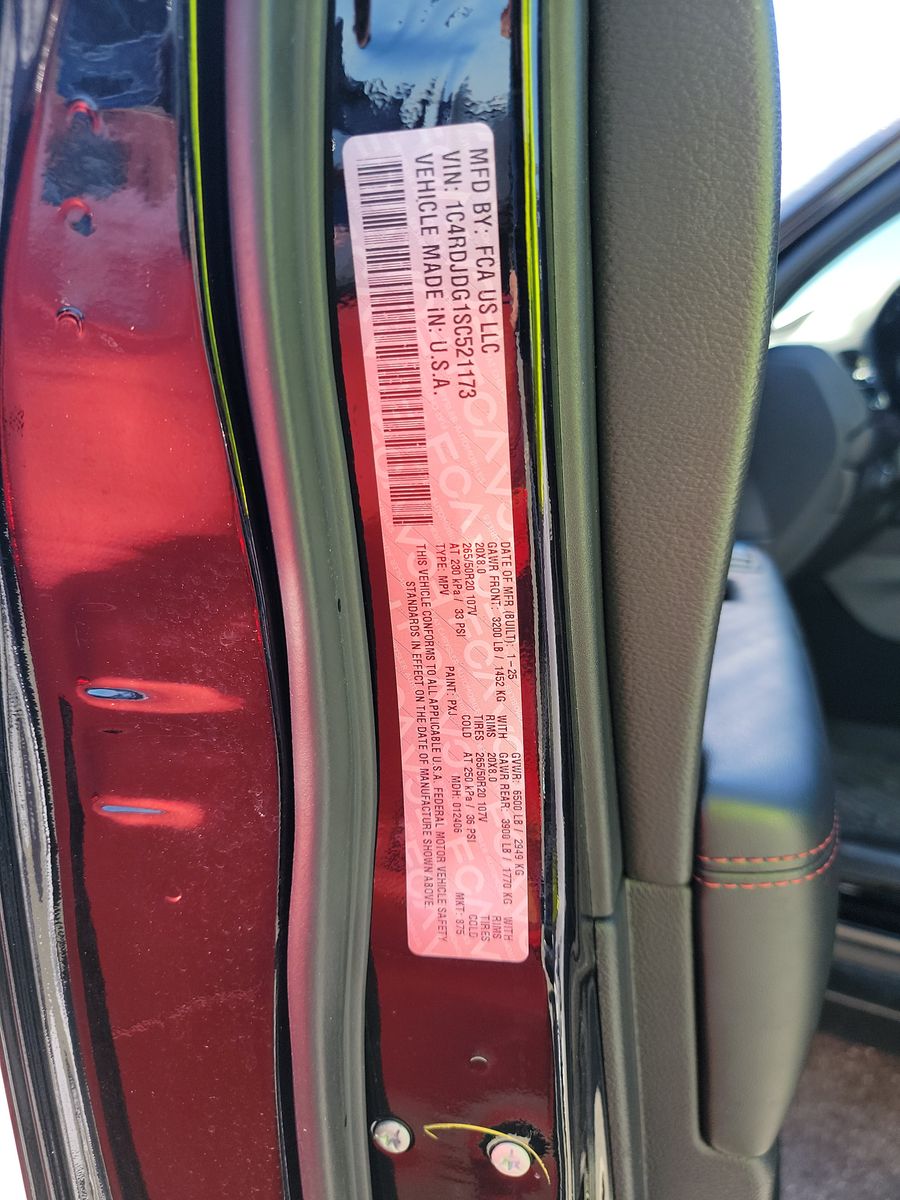 MFD BY: FCA US LLC
VIN: 1C4RDJDG1SC521173
VEHICLE MADE iN: U.S.A.
DATE OF MFR (BUILT): 1-25 GVWR: 6500 LB / 2949 KG
GAWR FRONT: 3200 LB / 1452 KG WITH GAWR REAR: 3900 LB / 1770 KG WITH
20X8.0 RIMS 20X8.0 RIMS
265/50R20 107V TIRES 265/50R20 107V TIRES
AT 230 kPa / 33 PSI COLD AT 250 kPa / 36 PSI COLD
TYPE: MPV PAINT: PXJ MDH: 012406 MKT: 875
THIS VEHICLE CONFORMS TO ALL APPLICABLE U.S.A. FEDERAL MOTOR VEHICLE SAFETY
STANDARDS IN EFFECT ON THE DATE OF MANUFACTURE SHOWN ABOVE.